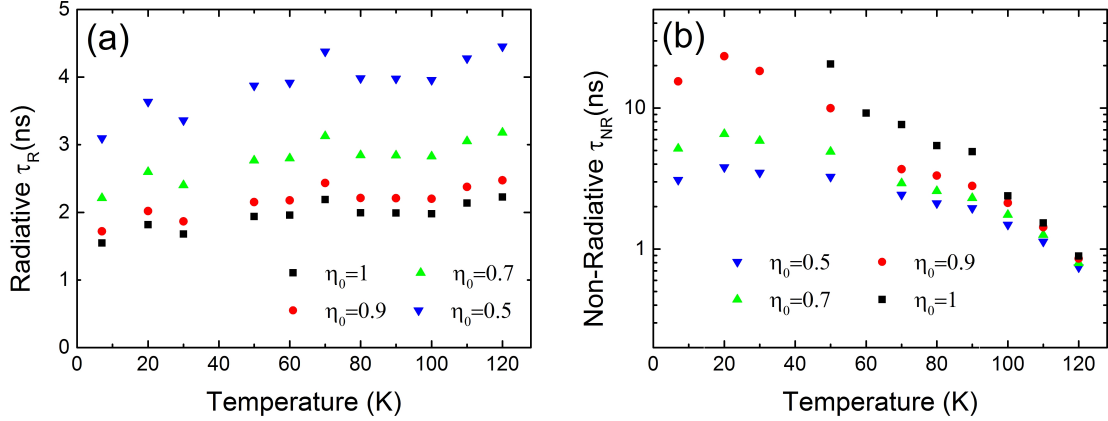 (a)
Radiative τ_R(ns)
5
4
3
2
1
0
η₀=1
η₀=0.9
η₀=0.7
η₀=0.5
0 20 40 60 80 100 120
Temperature (K)
(b)
Non-Radiative τ_NR(ns)
10
1
η₀=0.5
η₀=0.7
η₀=0.9
η₀=1
0 20 40 60 80 100 120
Temperature (K)